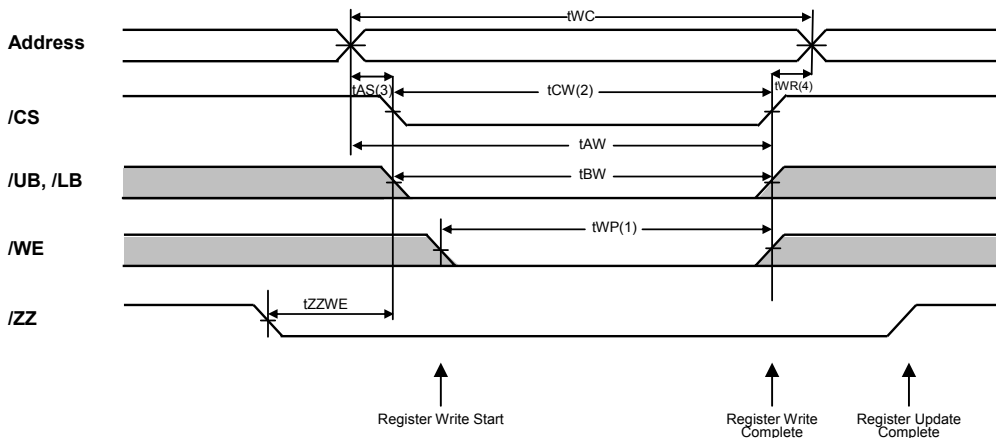 tWC
Address
tAS(3)
tCW(2)
tWR(4)
/CS
tAW
/UB, /LB
tBW
/WE
tWP(1)
/ZZ
tZZWE
Register Write Start
Register Write
Complete
Register Update
Complete